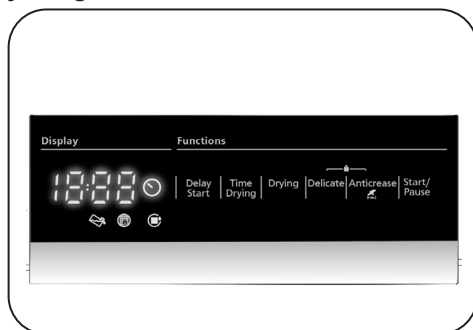 Display
Functions
18:88
Delay Start
Time Drying
Drying
Delicate
Anticrease
Start/ Pause